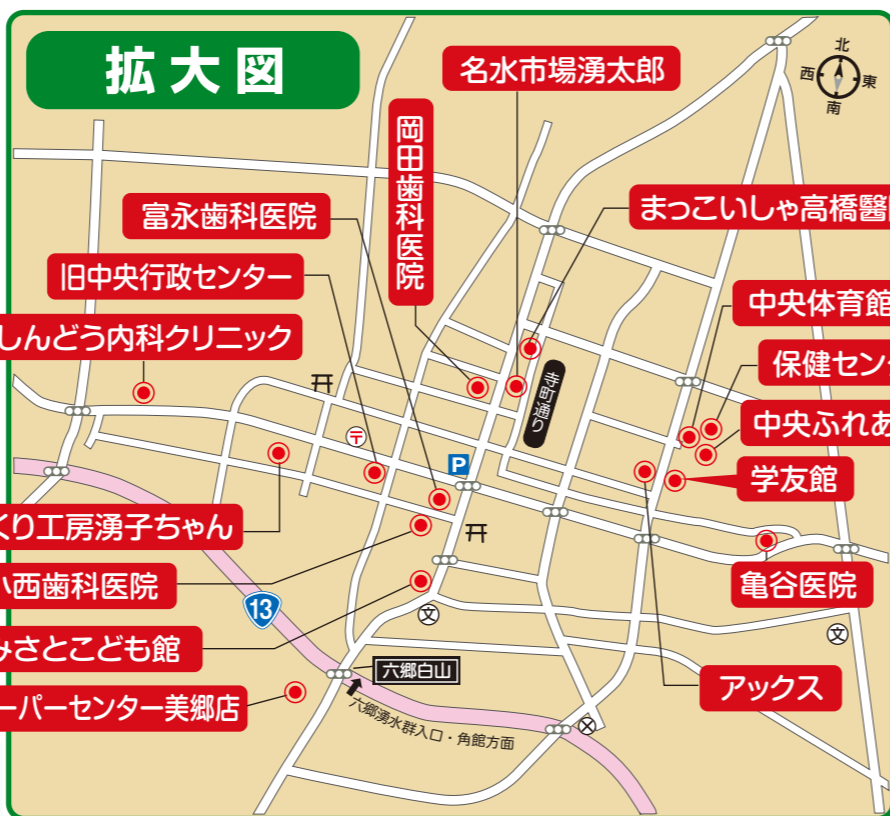 拡大図
北
西
東
南
名水市場湧太郎
岡田歯科医院
富永歯科医院
まっこいしゃ高橋醫
旧中央行政センター
中央体育館
しんどう内科クリニック
保健セン
寺町通り
中央ふれあ
〒
P
学友館
くり工房湧子ちゃん
小西歯科医院
亀谷医院
13
文
文
みさとこども館
六郷白山
アックス
ーパーセンター美郷店
六郷湧水群入口・角館方面